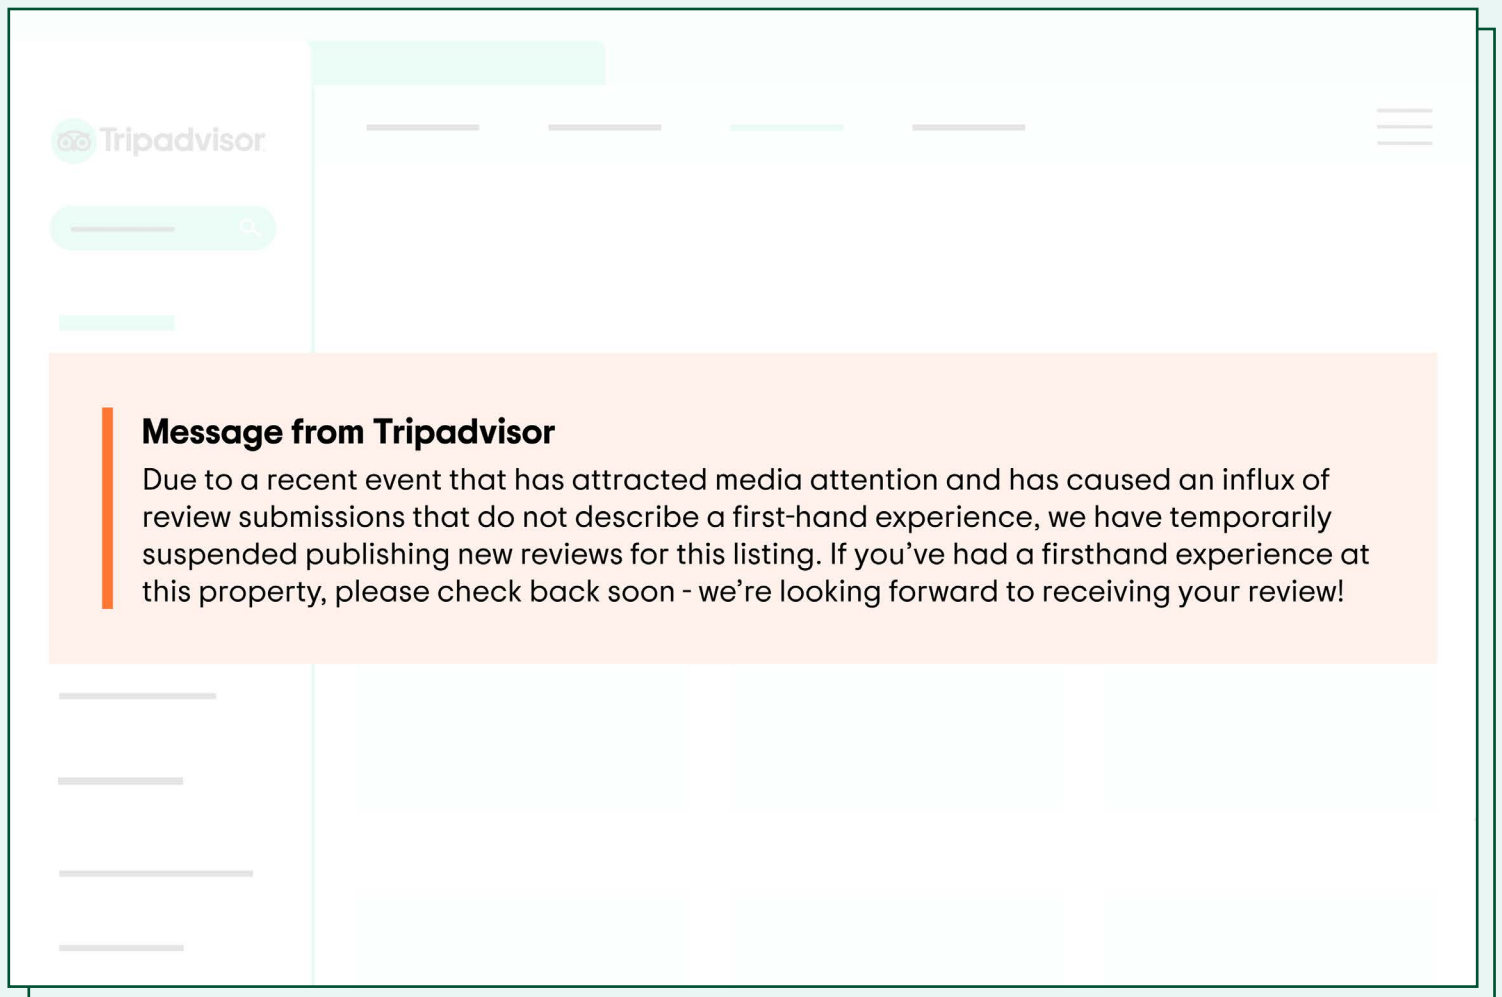 Tripadvisor
Message from Tripadvisor
Due to a recent event that has attracted media attention and has caused an influx of
review submissions that do not describe a first-hand experience, we have temporarily
suspended publishing new reviews for this listing. If you’ve had a firsthand experience at
this property, please check back soon - we’re looking forward to receiving your review!